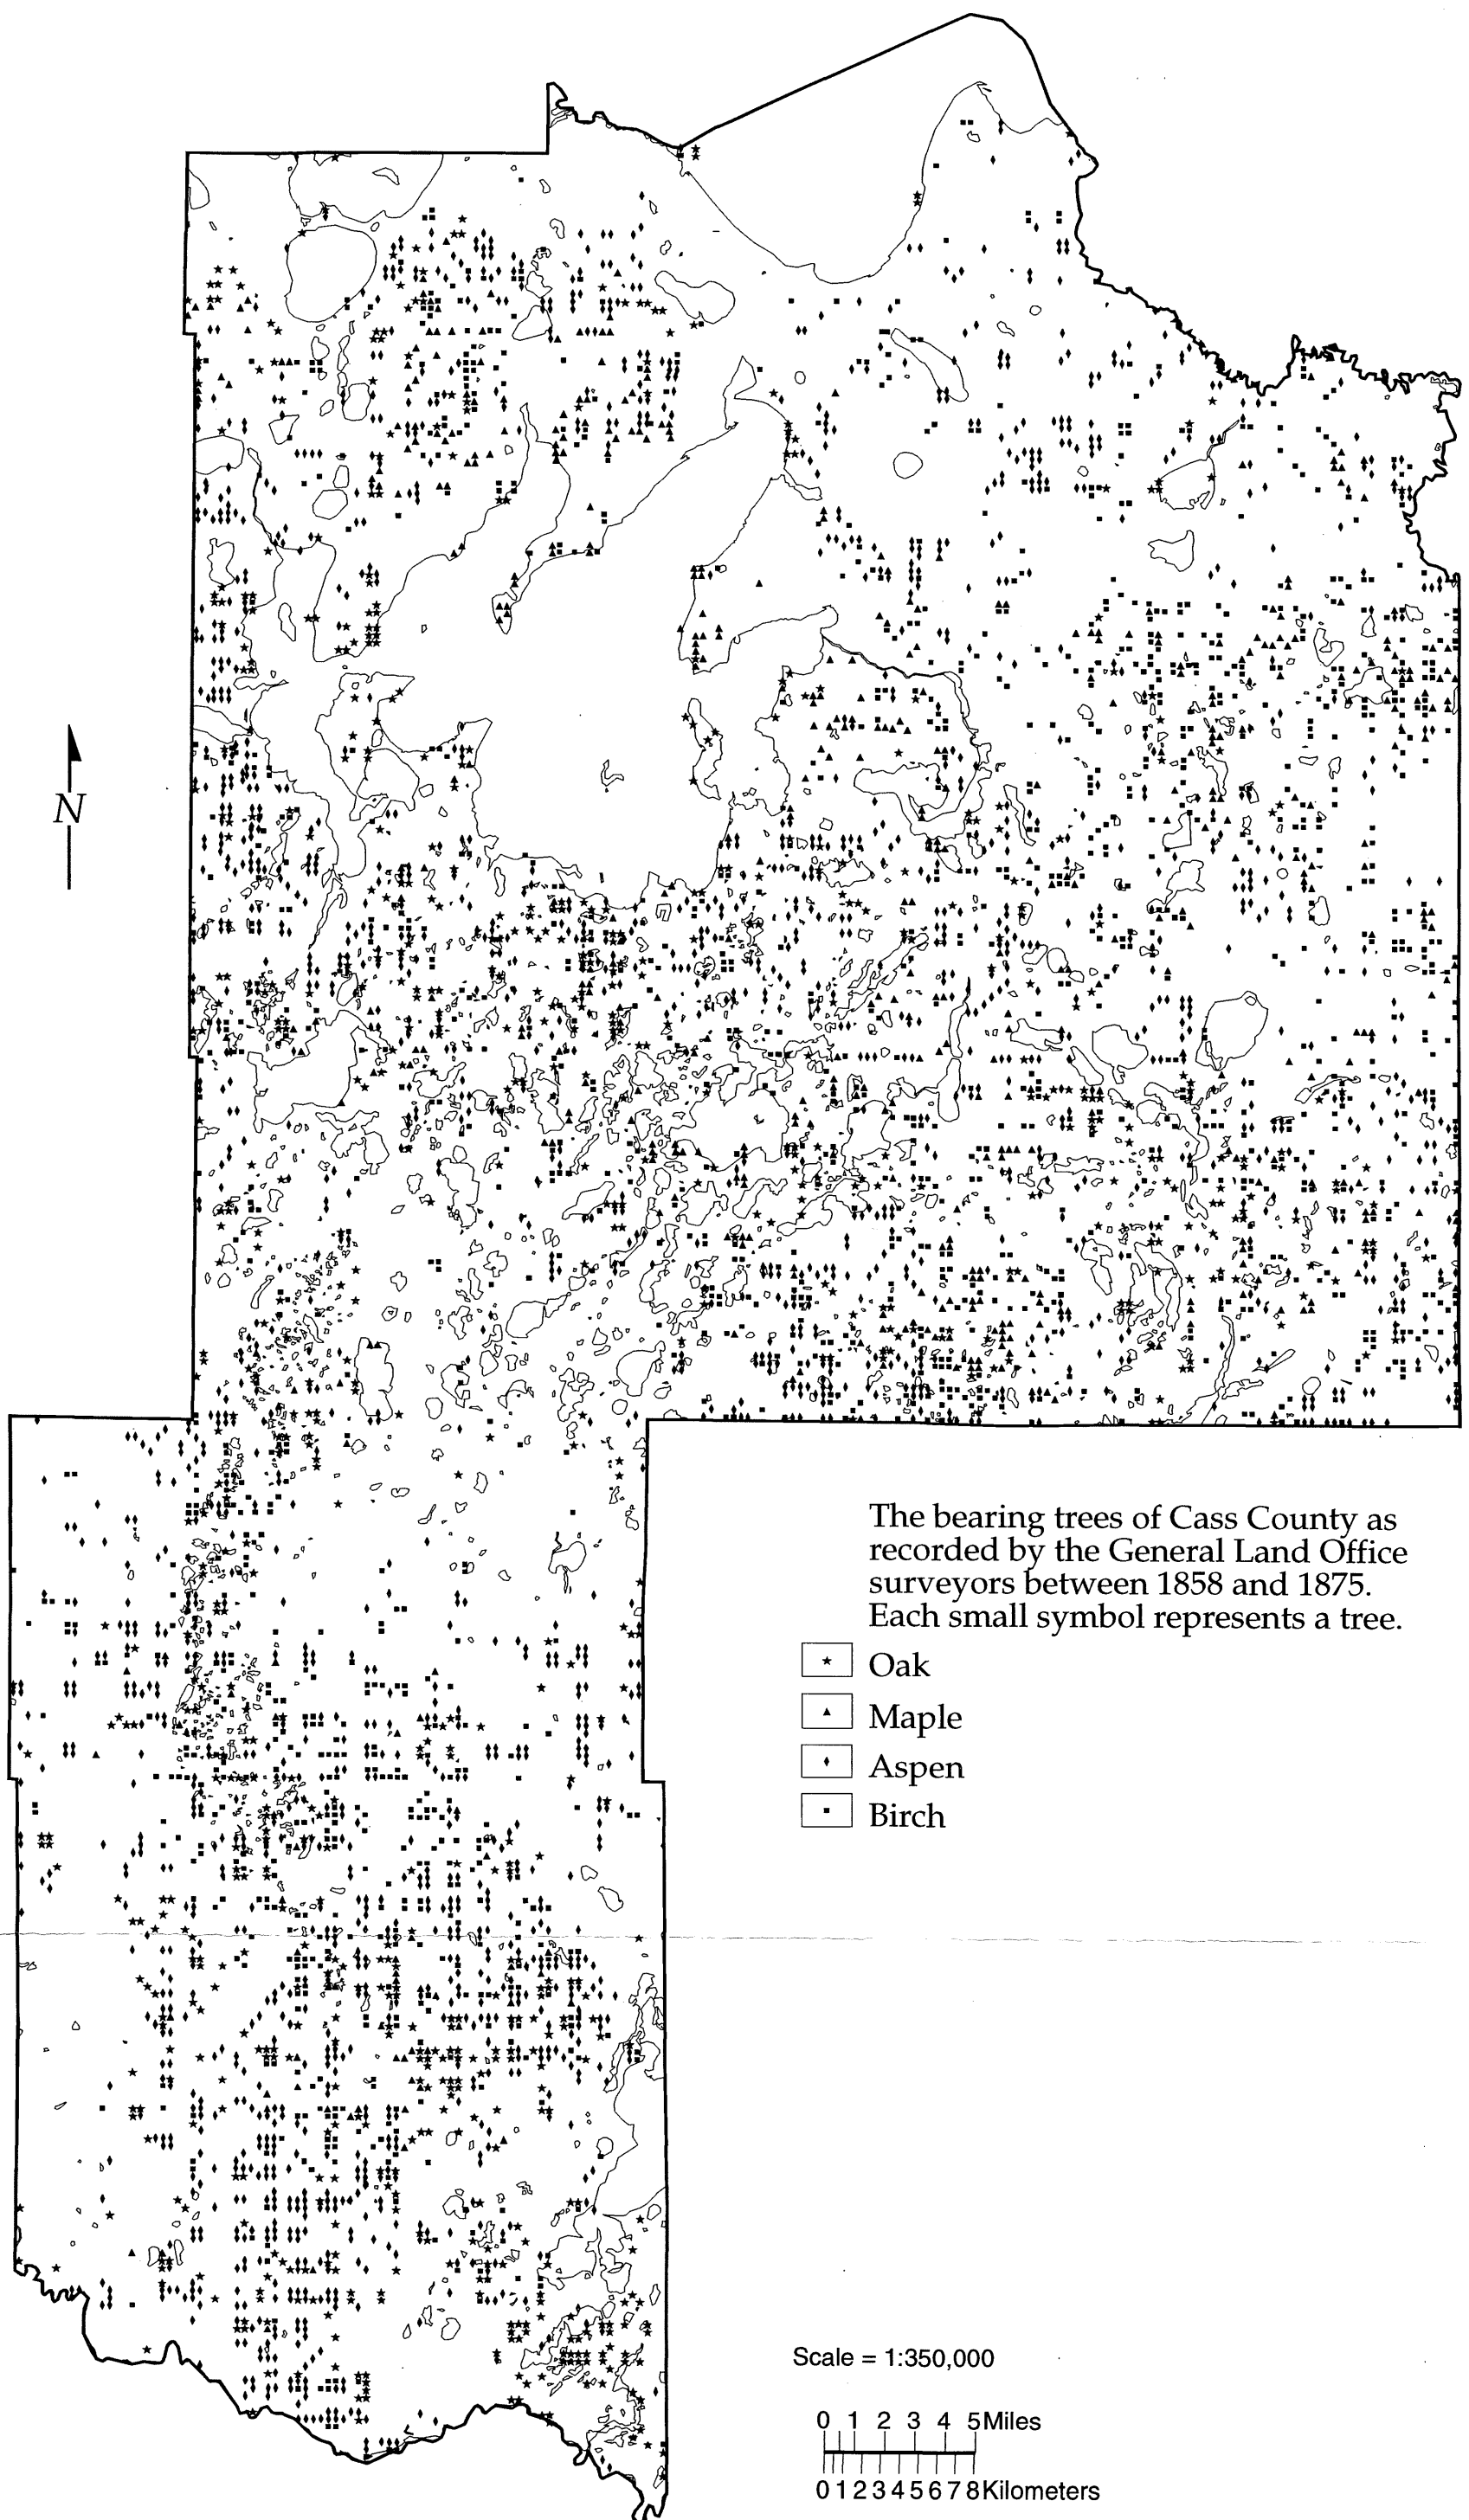 N
The bearing trees of Cass County as
recorded by the General Land Office
surveyors between 1858 and 1875.
Each small symbol represents a tree.
Oak
Maple
Aspen
Birch
Scale = 1:350,000
0 1 2 3 4 5 Miles
0 1 2 3 4 5 6 7 8 Kilometers